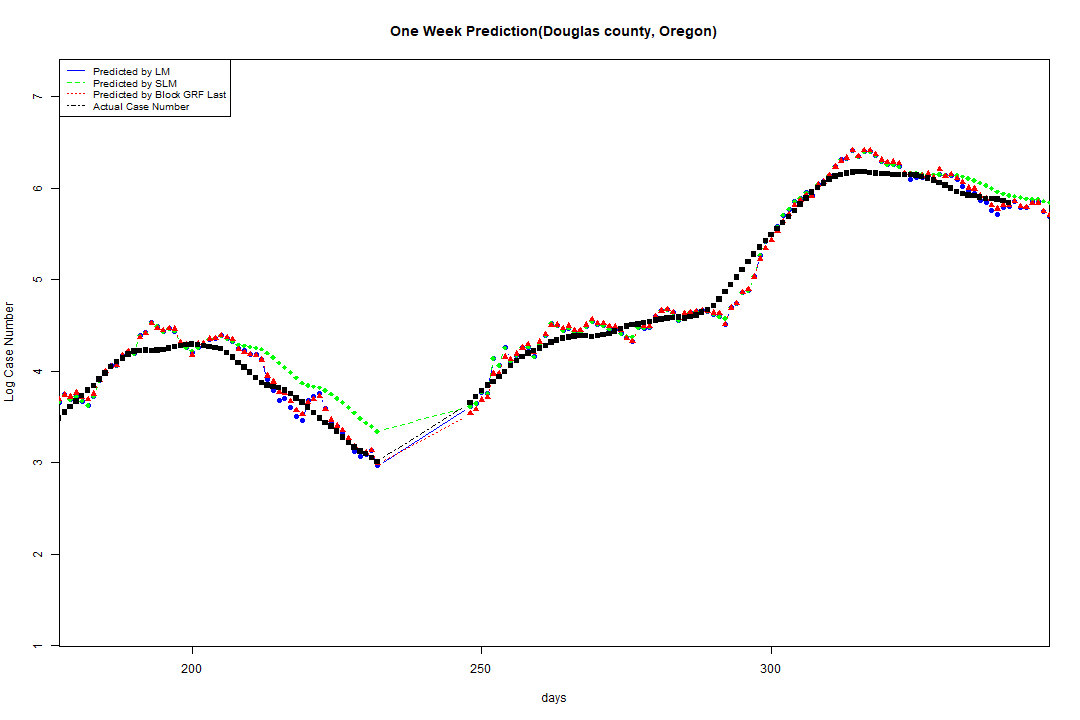 One Week Prediction(Douglas county, Oregon)
Predicted by LM
Predicted by SLM
Predicted by Block GRF Last
Actual Case Number
7
6
5
4
3
2
1
Log Case Number
200 250 300
days